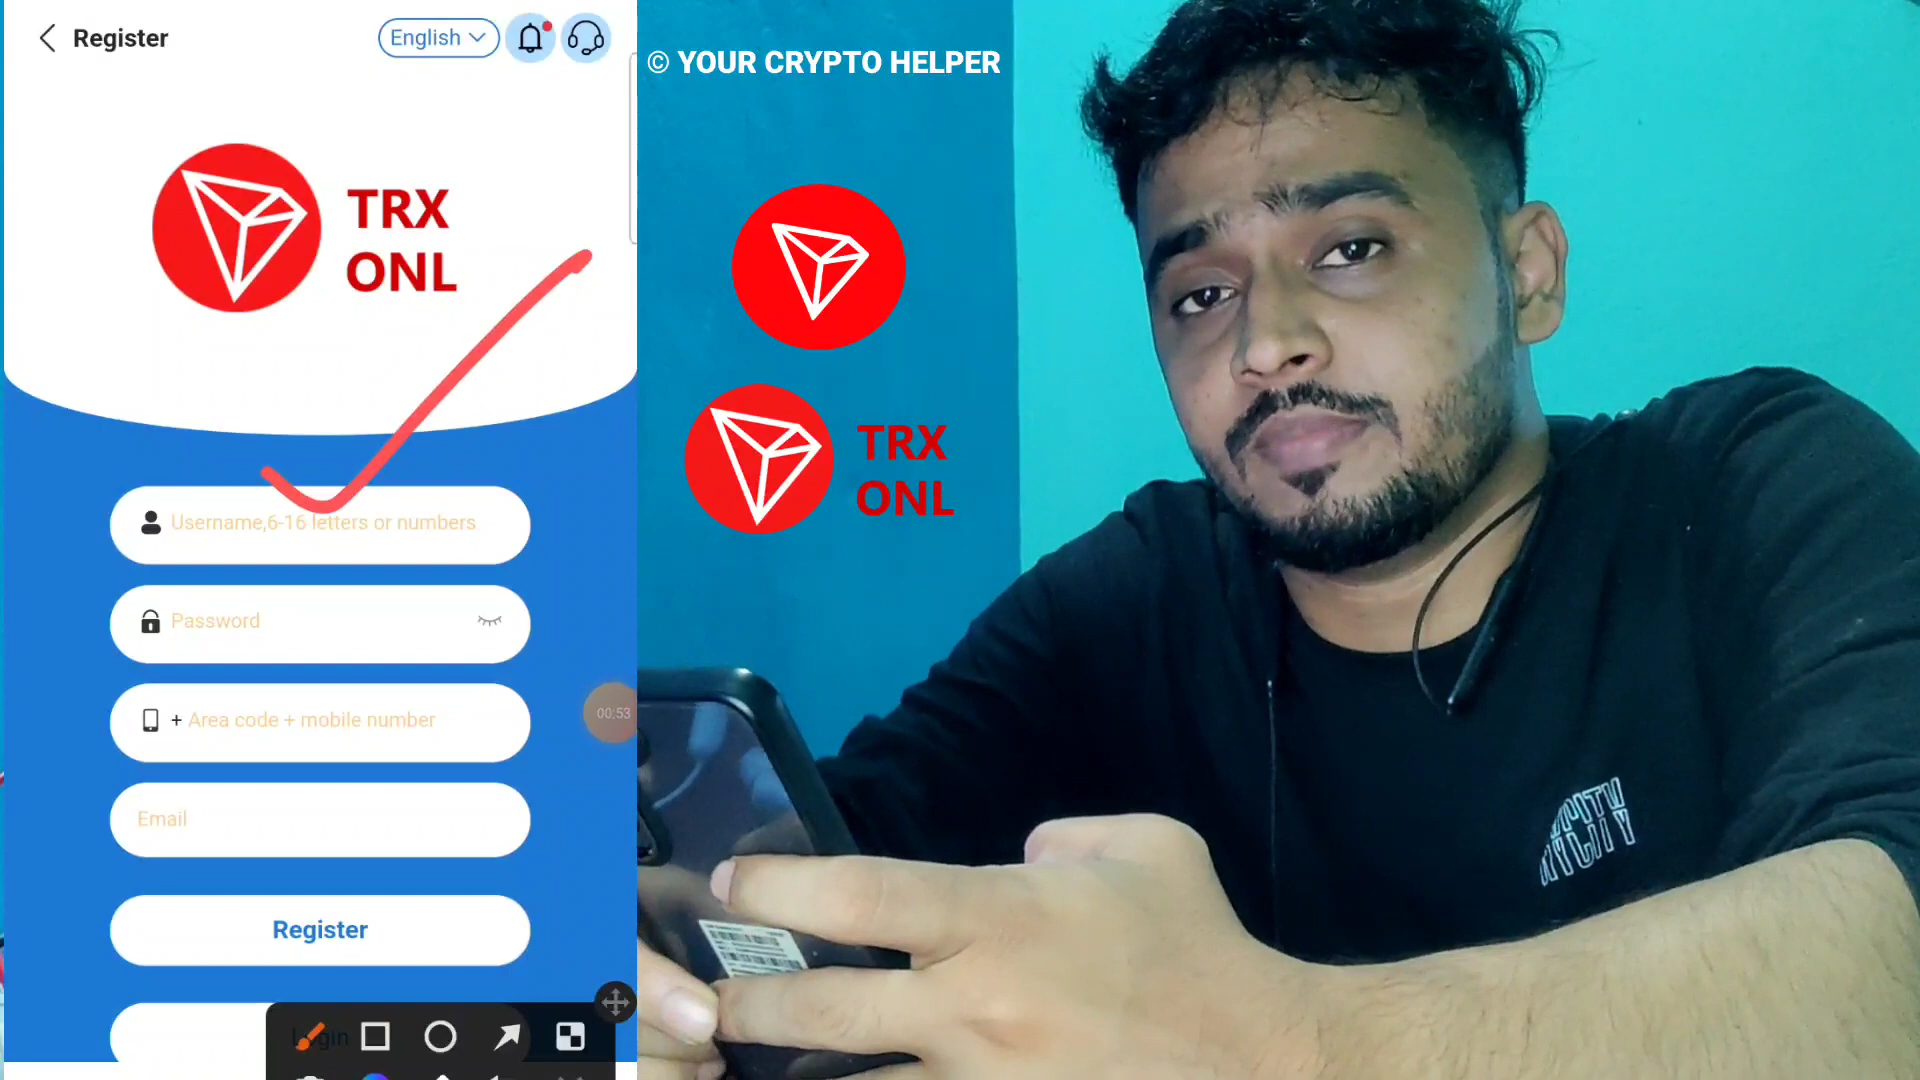 Register
English
TRX
ONL
Username,6-16 letters or numbers
Password
+ Area code + mobile number
Email
Register
00:53
© YOUR CRYPTO HELPER
TRX
ONL